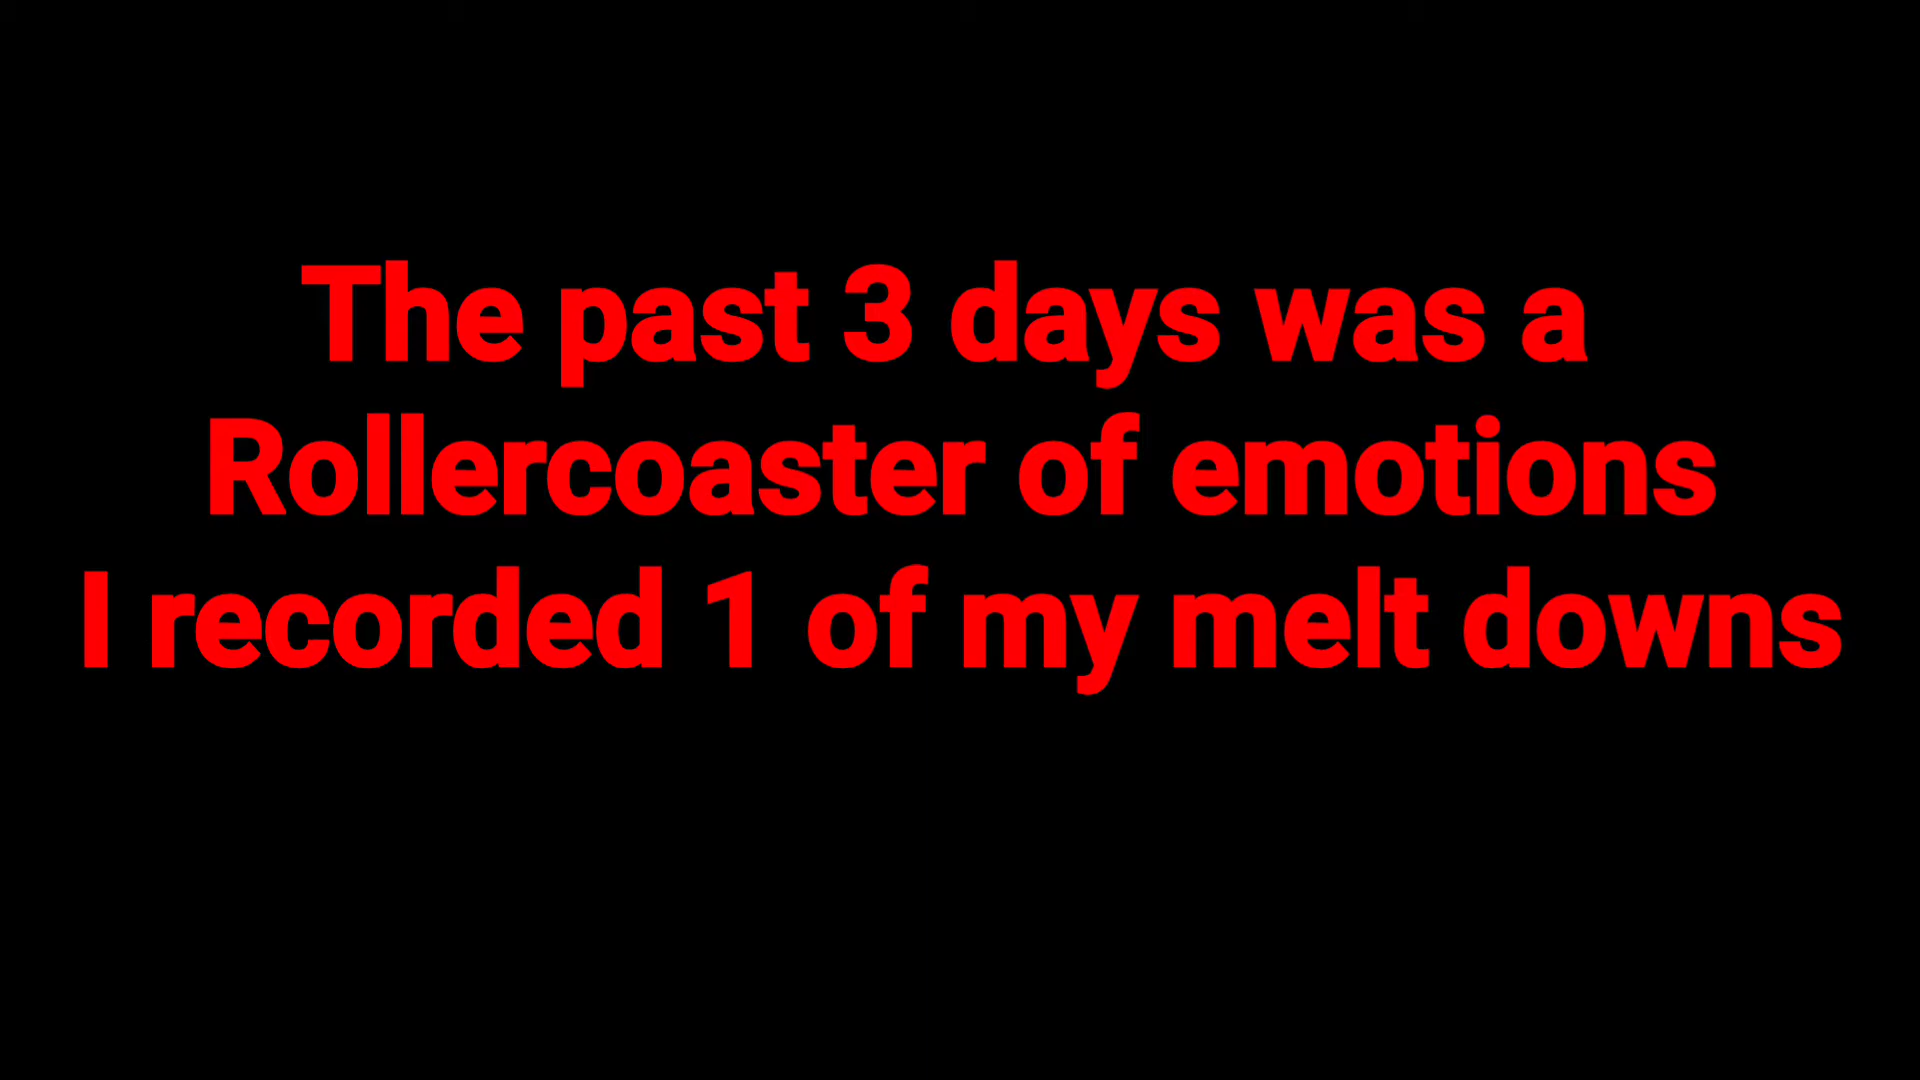 The past 3 days was a
Rollercoaster of emotions
I recorded 1 of my melt downs